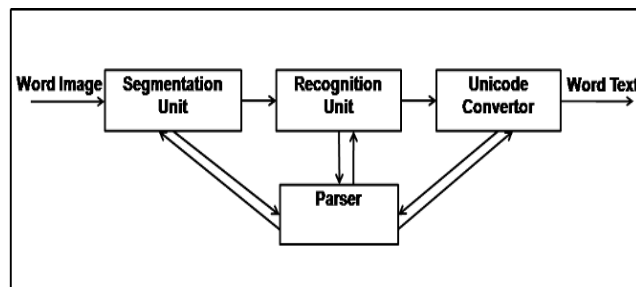 Word Image
Segmentation
Unit
Recognition
Unit
Unicode
Convertor
Word Text
Parser